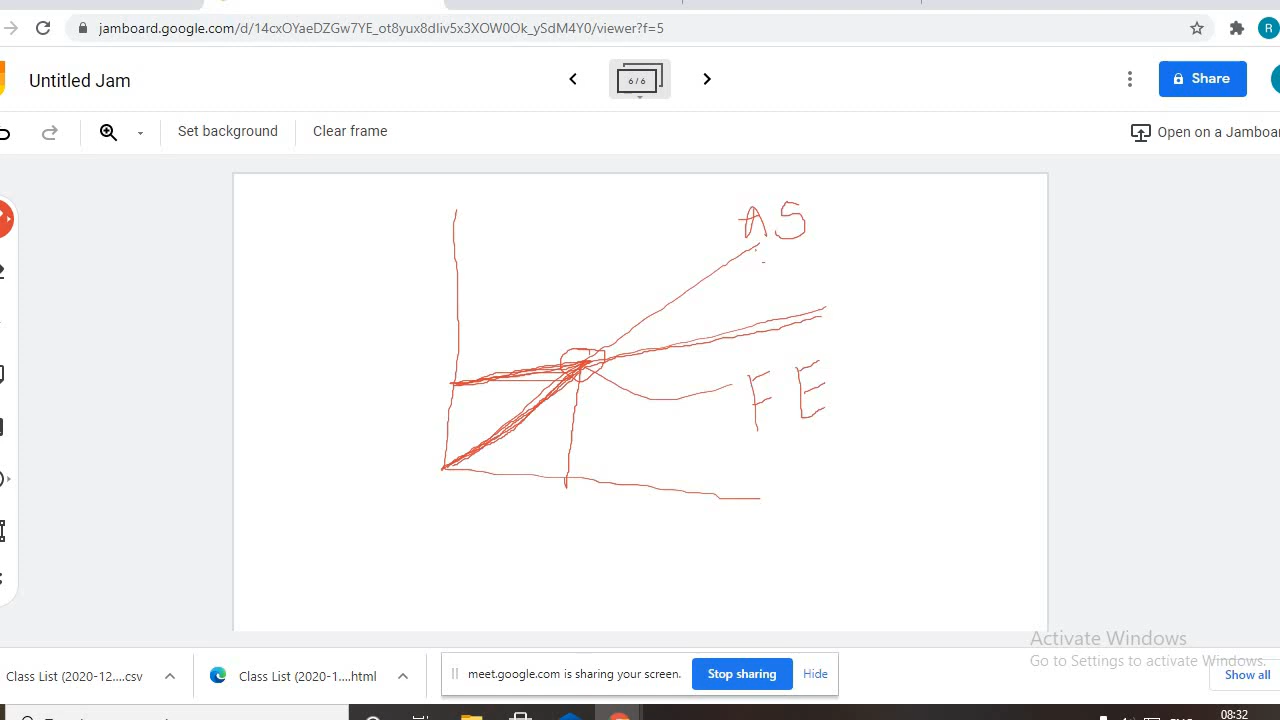 jamboard.google.com/d/14cxOYaeDZGw7YE_ot8yux8dIiv5x3XOW0Ok_ySdM4Y0/viewer?f=5
R
Untitled Jam
6 / 6
Share
Set background
Clear frame
Open on a Jamboar
A S
F E
Activate Windows
Go to Settings to activate Windows.
Class List (2020-12....csv
Class List (2020-1....html
meet.google.com is sharing your screen.
Stop sharing
Hide
Show all
08:32